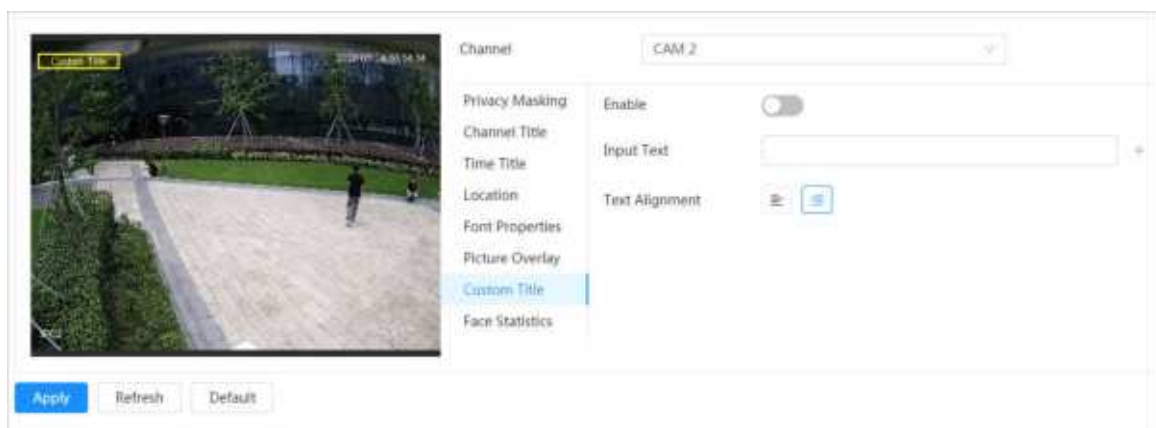 Channel
CAM 2
Custom Title
Privacy Masking
Enable
Channel Title
Input Text
+
Time Title
Location
Text Alignment
Font Properties
Picture Overlay
Custom Title
Face Statistics
Apply
Refresh
Default